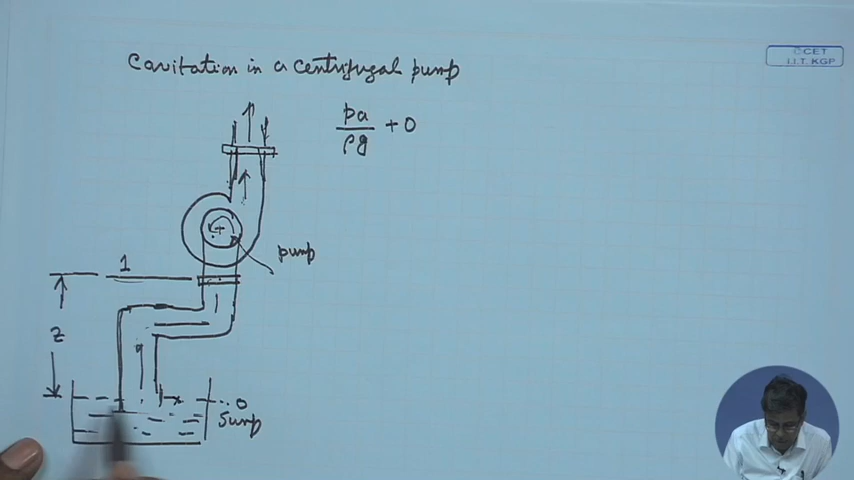 Cavitation in a centrifugal pump
©CET
I.I.T. KGP
pa
ρg
+ 0
pump
1
z
0
Sump